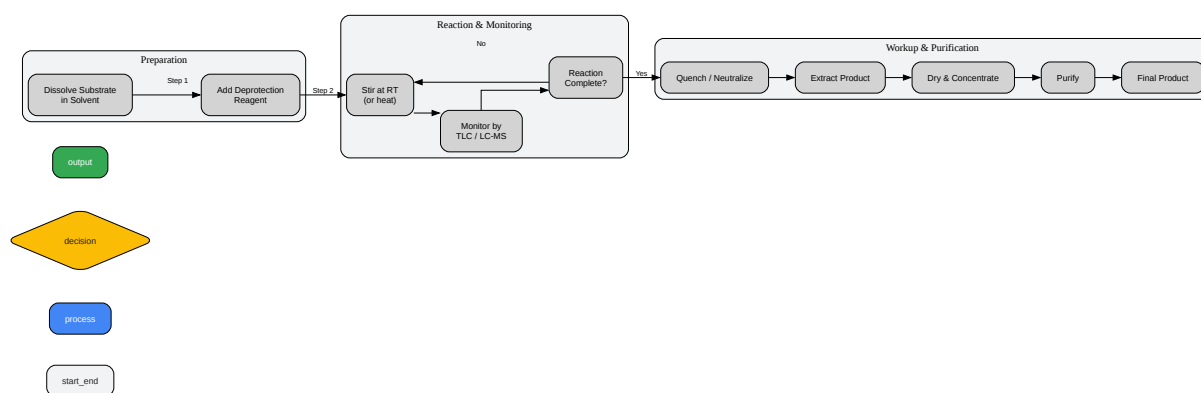 Preparation
Dissolve Substrate
in Solvent
Step 1
Add Deprotection
Reagent
Step 2
Reaction & Monitoring
No
Stir at RT
(or heat)
Monitor by
TLC / LC-MS
Reaction
Complete?
Yes
Workup & Purification
Quench / Neutralize
Extract Product
Dry & Concentrate
Purify
Final Product
output
decision
process
start_end